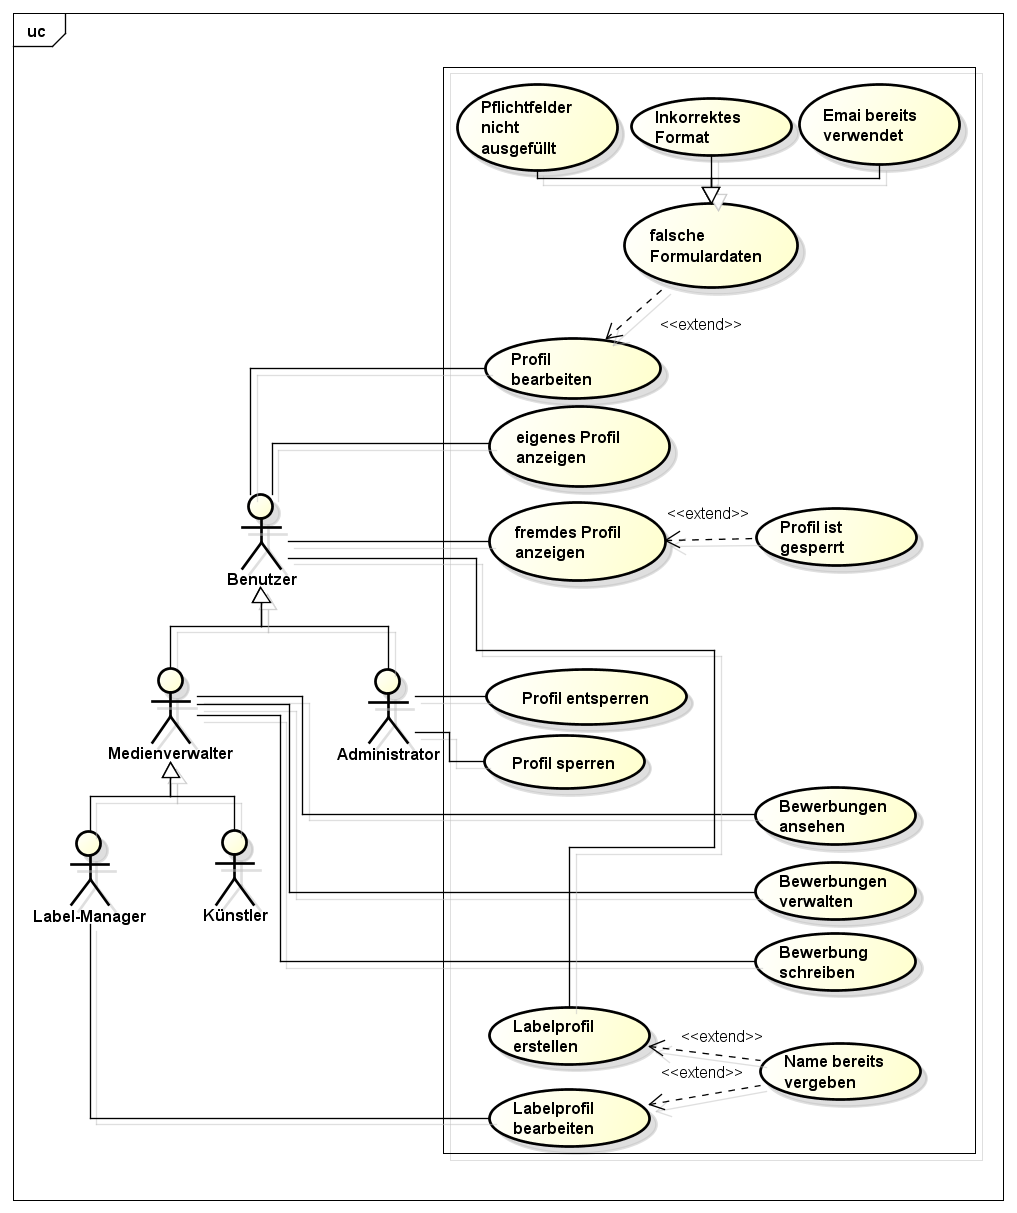 uc
Pflichtfelder
nicht
ausgefüllt
Inkorrektes
Format
Emai bereits
verwendet
falsche
Formulardaten
<<extend>>
Profil
bearbeiten
eigenes Profil
anzeigen
fremdes Profil
anzeigen
<<extend>>
Profil ist
gesperrt
Benutzer
Medienverwalter
Administrator
Profil entsperren
Profil sperren
Bewerbungen
ansehen
Label-Manager
Künstler
Bewerbungen
verwalten
Bewerbung
schreiben
Labelprofil
erstellen
<<extend>>
<<extend>>
Name bereits
vergeben
Labelprofil
bearbeiten